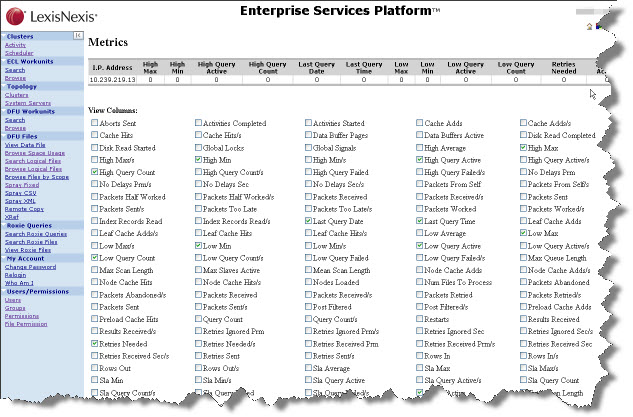 LexisNexis®
Enterprise Services Platform™
Clusters
Activity
Scheduler
ECL Workunits
Search
Browse
Topology
Clusters
System Servers
DFU Workunits
Search
Browse
DFU Files
View Data File
Browse Space Usage
Search Logical Files
Browse Logical Files
Browse Files by Scope
Spray Fixed
Spray CSV
Spray XML
Remote Copy
XRef
Roxie Queries
Search Roxie Queries
Search Roxie Files
View Roxie Files
My Account
Change Password
Relogin
Who Am I
Users/Permissions
Users
Groups
Permissions
File Permission
Metrics
I.P. Address High Max High Min High Query Active High Query Count Last Query Date Last Query Time Low Max Low Min Low Query Active Low Query Count Retries Needed
10.239.219.13 0 0 0 0 0 0 0 0 0 0 0
View Columns:
Aborts Sent Activities Completed Activities Started Cache Adds Cache Adds/s
Cache Hits Cache Hits/s Data Buffer Pages Data Buffers Active Disk Read Completed
Disk Read Started Global Locks Global Signals High Average High Max
High Max/s High Min High Min/s High Query Active High Query Active/s
High Query Count High Query Count/s High Query Failed High Query Failed/s No Delays Prm
No Delays Prm/s No Delays Sec No Delays Sec/s Packets From Self Packets From Self/s
Packets Half Worked Packets Half Worked/s Packets Received Packets Received/s Packets Sent
Packets Sent/s Packets Too Late Packets Too Late/s Packets Worked Packets Worked/s
Index Records Read Index Records Read/s Last Query Date Last Query Time Leaf Cache Adds
Leaf Cache Adds/s Leaf Cache Hits Leaf Cache Hits/s Low Average Low Max
Low Max/s Low Min Low Min/s Low Query Active Low Query Active/s
Low Query Count Low Query Count/s Low Query Failed Low Query Failed/s Max Queue Length
Max Scan Length Max Slaves Active Mean Scan Length Node Cache Adds Node Cache Adds/s
Node Cache Hits Node Cache Hits/s Nodes Loaded Num Files To Process Packets Abandoned
Packets Abandoned/s Packets Received Packets Received/s Packets Retried Packets Retried/s
Packets Sent Packets Sent/s Post Filtered Post Filtered/s Preload Cache Adds
Preload Cache Hits Query Count Query Count/s Restarts Results Received
Results Received/s Retries Ignored Prm Retries Ignored Prm/s Retries Ignored Sec Retries Ignored Sec/s
Retries Needed Retries Needed/s Retries Received Prm Retries Received Prm/s Retries Received Sec
Retries Received Sec/s Retries Sent Retries Sent/s Rows In Rows In/s
Rows Out Rows Out/s Sla Average Sla Max Sla Max/s
Sla Min Sla Min/s Sla Query Active Sla Query Active/s Sla Query Count
Sla Query Count/s